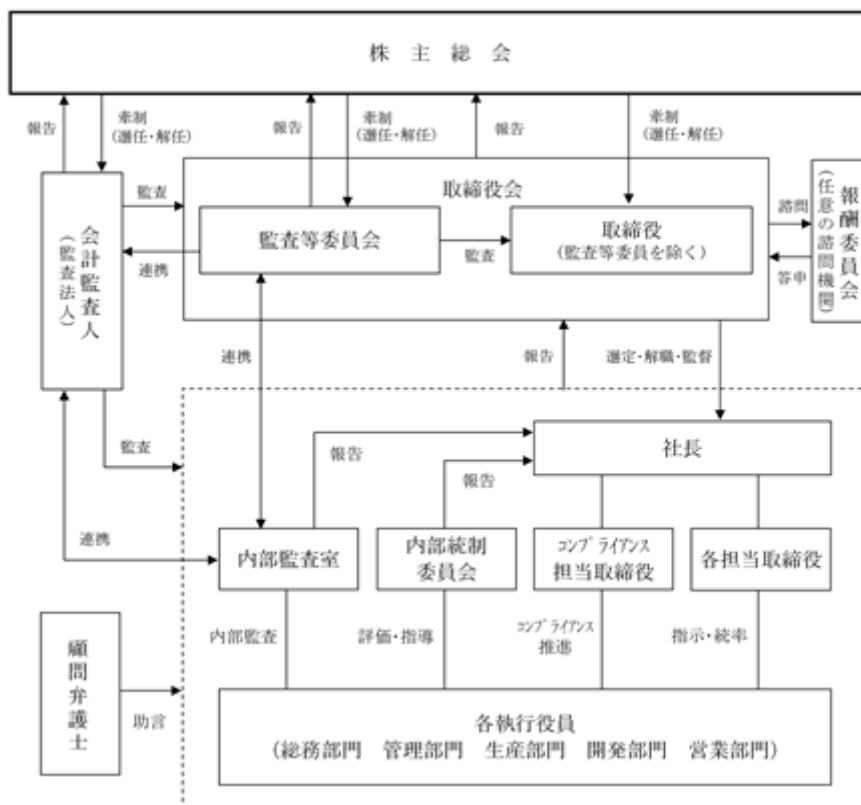 株主総会
報告
牽制
(選任・解任)
報告
牽制
(選任・解任)
報告
牽制
(選任・解任)
会計監査人
(監査法人)
監査
連携
取締役会
監査等委員会
監査
取締役
(監査等委員を除く)
諮問
答申
報酬委員会
(任意の諮問機関)
連携
報告
選定・解職・監督
監査
連携
報告
報告
社長
内部監査室
内部統制
委員会
コンプライアンス
担当取締役
各担当取締役
内部監査
評価・指導
コンプライアンス
推進
指示・統率
顧問弁護士
助言
各執行役員
(総務部門 管理部門 生産部門 開発部門 営業部門)